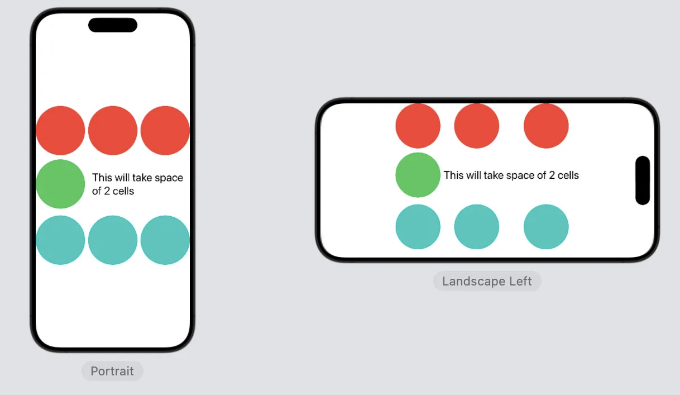 This will take space
of 2 cells
Portrait
This will take space of 2 cells
Landscape Left